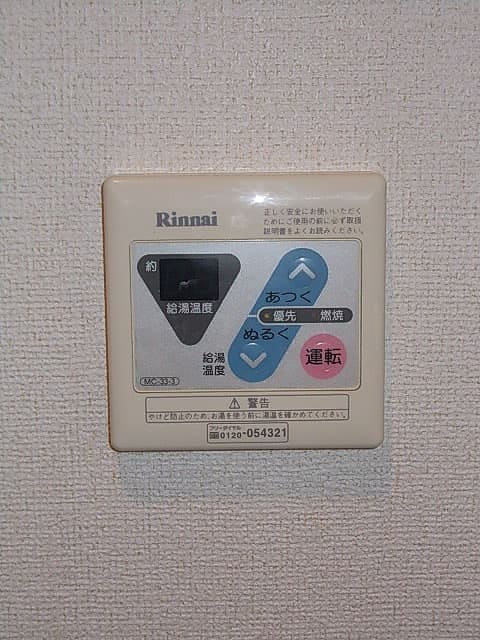 Rinnai
正しく安全にお使いいただく
ためにご使用の前に必ず取扱
説明書をよくお読みください。
約
給湯温度
あつく
優先 燃焼
ぬるく
給湯
温度
運転
MC-33-3
⚠ 警告
やけど防止のため、お湯を使う前に湯温を確かめてください。
フリーダイヤル
0120-054321